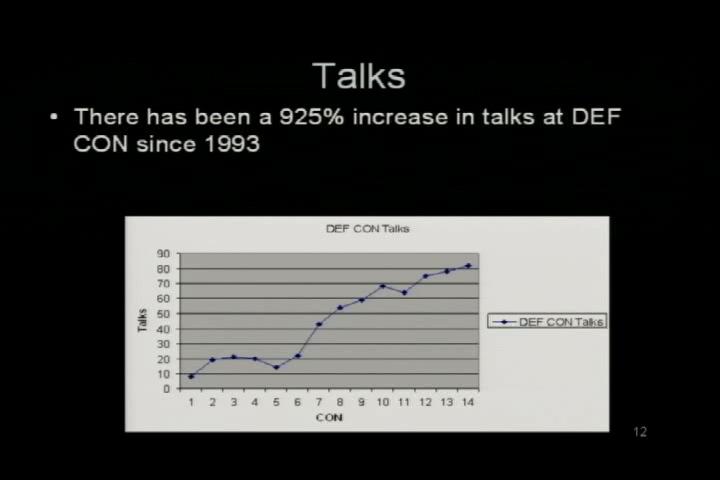 Talks
• There has been a 925% increase in talks at DEF
CON since 1993
DEF CON Talks
90
80
70
60
50
40
30
20
10
0
Talks
1 2 3 4 5 6 7 8 9 10 11 12 13 14
CON
DEF CON Talks
12